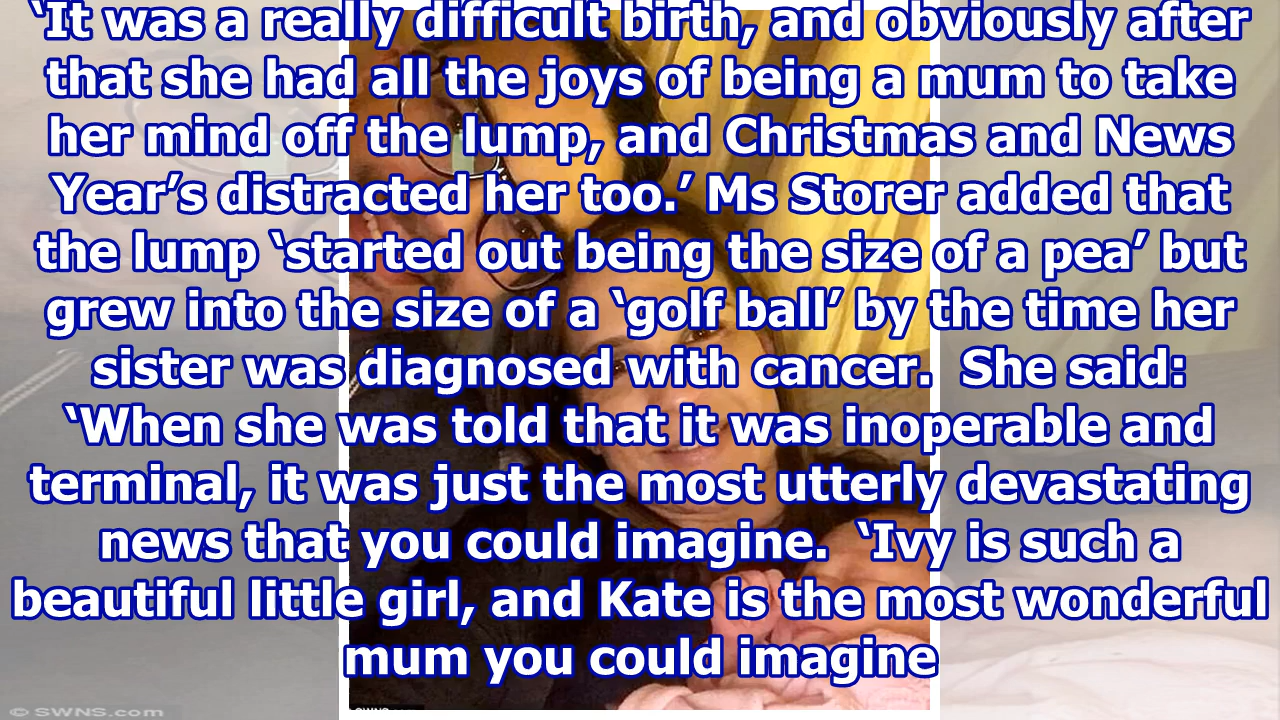 ‘It was a really difficult birth, and obviously after
that she had all the joys of being a mum to take
her mind off the lump, and Christmas and News
Year’s distracted her too.’ Ms Storer added that
the lump ‘started out being the size of a pea’ but
grew into the size of a ‘golf ball’ by the time her
sister was diagnosed with cancer.  She said:
‘When she was told that it was inoperable and
terminal, it was just the most utterly devastating
news that you could imagine.  ‘Ivy is such a
beautiful little girl, and Kate is the most wonderful
mum you could imagine
© SWNS.com